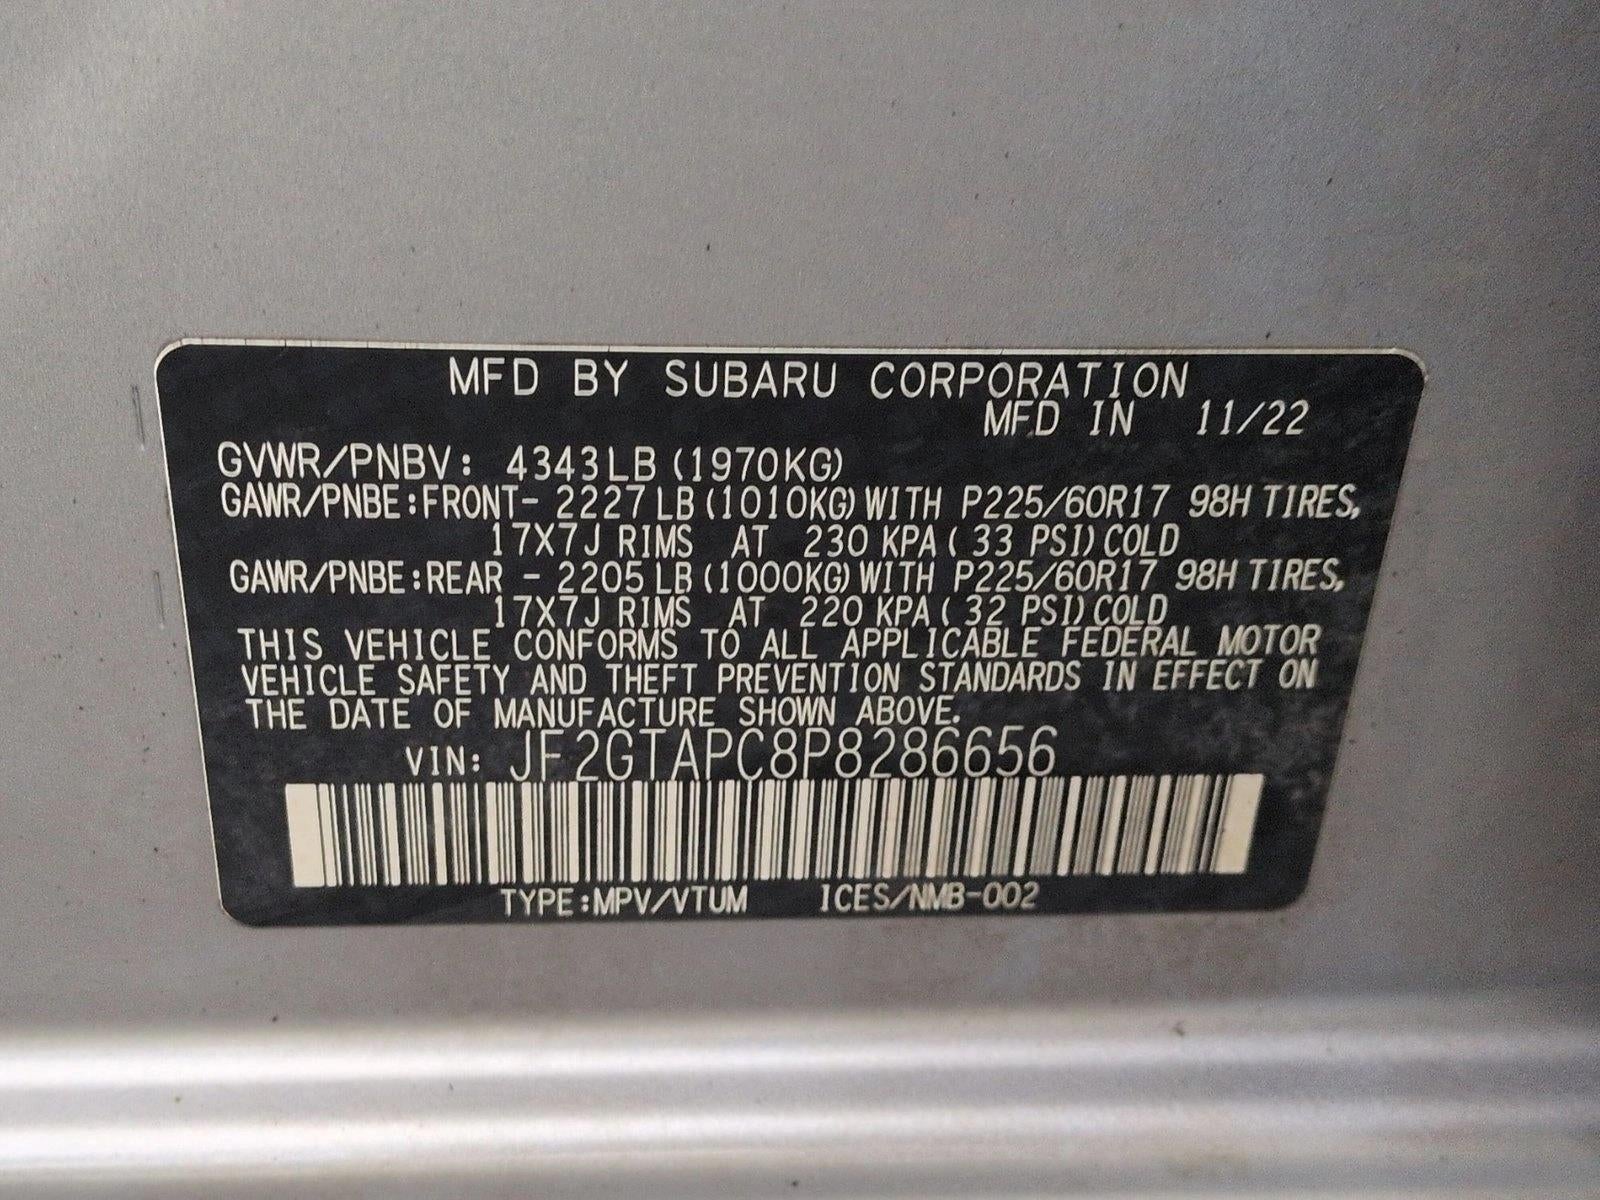 MFD BY SUBARU CORPORATION
MFD IN 11/22
GVWR/PNBV: 4343LB (1970KG)
GAWR/PNBE:FRONT- 2227 LB (1010KG) WITH P225/60R17 98H TIRES,
17X7J RIMS AT 230 KPA ( 33 PSI) COLD
GAWR/PNBE:REAR - 2205 LB (1000KG) WITH P225/60R17 98H TIRES,
17X7J RIMS AT 220 KPA ( 32 PSI) COLD
THIS VEHICLE CONFORMS TO ALL APPLICABLE FEDERAL MOTOR
VEHICLE SAFETY AND THEFT PREVENTION STANDARDS IN EFFECT ON
THE DATE OF MANUFACTURE SHOWN ABOVE.
VIN: JF2GTAPC8P8286656
TYPE:MPV/VTUM ICES/NMB-002